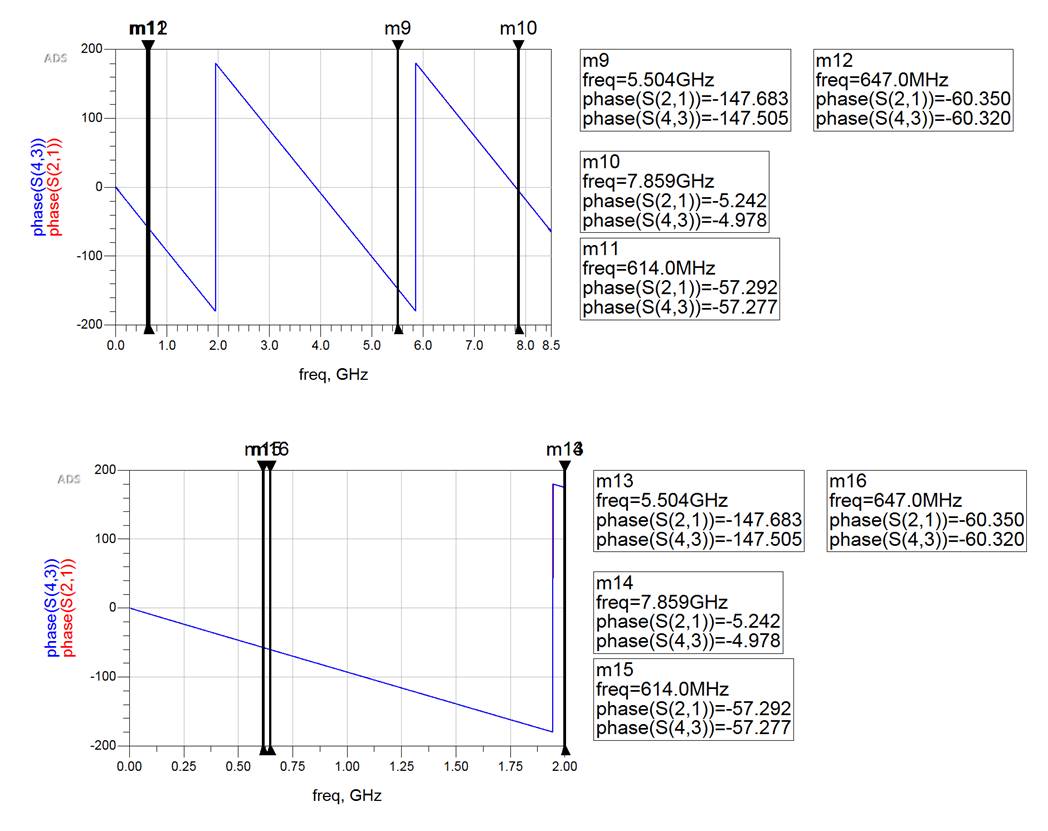 m11 m12 m9 m10
ADS
200
100
0
-100
-200
phase(S(4,3))
phase(S(2,1))
0.0 1.0 2.0 3.0 4.0 5.0 6.0 7.0 8.0 8.5
freq, GHz
m9
freq=5.504GHz
phase(S(2,1))=-147.683
phase(S(4,3))=-147.505
m12
freq=647.0MHz
phase(S(2,1))=-60.350
phase(S(4,3))=-60.320
m10
freq=7.859GHz
phase(S(2,1))=-5.242
phase(S(4,3))=-4.978
m11
freq=614.0MHz
phase(S(2,1))=-57.292
phase(S(4,3))=-57.277
m15 m16 m13 m14
ADS
200
100
0
-100
-200
phase(S(4,3))
phase(S(2,1))
0.00 0.25 0.50 0.75 1.00 1.25 1.50 1.75 2.00
freq, GHz
m13
freq=5.504GHz
phase(S(2,1))=-147.683
phase(S(4,3))=-147.505
m16
freq=647.0MHz
phase(S(2,1))=-60.350
phase(S(4,3))=-60.320
m14
freq=7.859GHz
phase(S(2,1))=-5.242
phase(S(4,3))=-4.978
m15
freq=614.0MHz
phase(S(2,1))=-57.292
phase(S(4,3))=-57.277